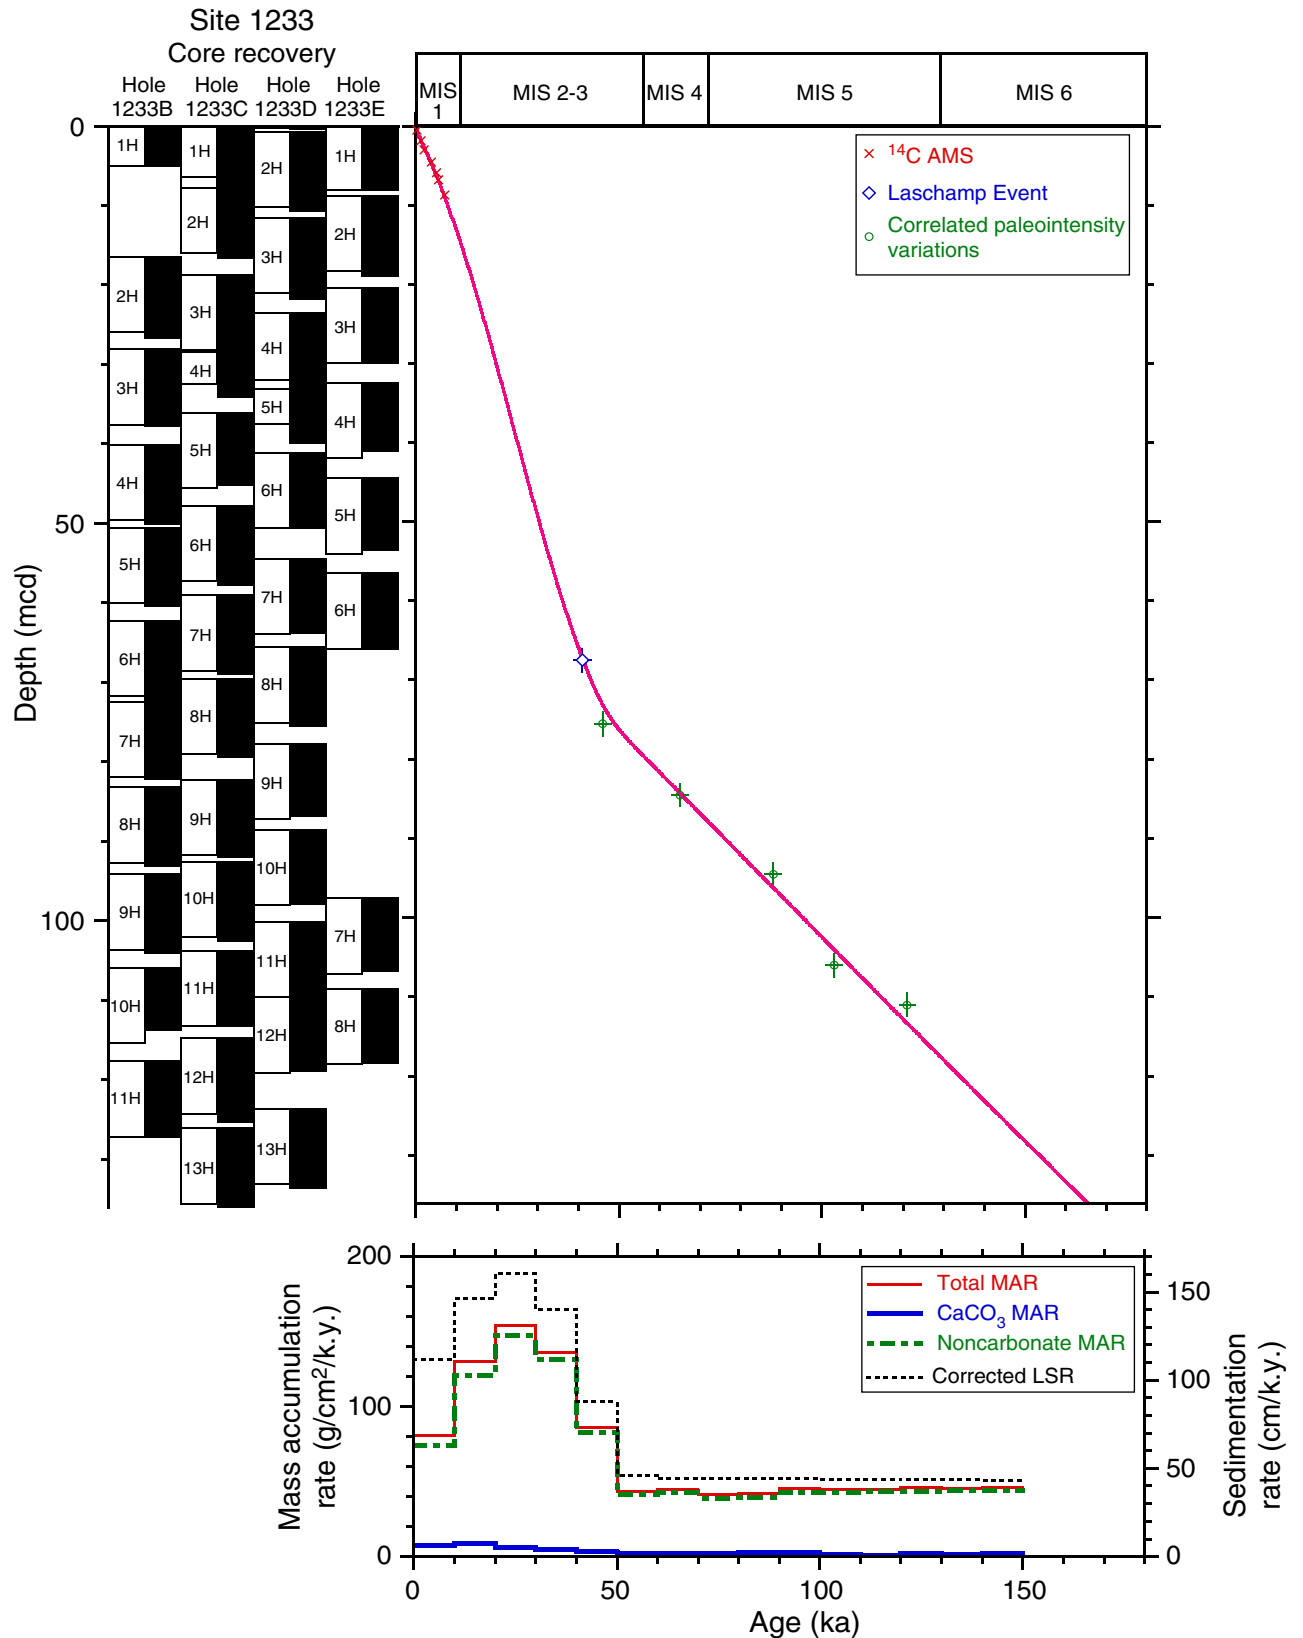 Site 1233
Core recovery
Hole 1233B
Hole 1233C
Hole 1233D
Hole 1233E
1H
2H
3H
4H
5H
6H
7H
8H
9H
10H
11H
1H
2H
3H
4H
5H
6H
7H
8H
9H
10H
11H
12H
13H
2H
3H
4H
5H
6H
7H
8H
9H
10H
11H
12H
13H
1H
2H
3H
4H
5H
6H
7H
8H
0
50
100
Depth (mcd)
MIS 1
MIS 2-3
MIS 4
MIS 5
MIS 6
¹⁴C AMS
Laschamp Event
Correlated paleointensity
variations
200
100
0
Mass accumulation
rate (g/cm²/k.y.)
Total MAR
CaCO₃ MAR
Noncarbonate MAR
Corrected LSR
150
100
50
0
Sedimentation
rate (cm/k.y.)
0
50
100
150
Age (ka)